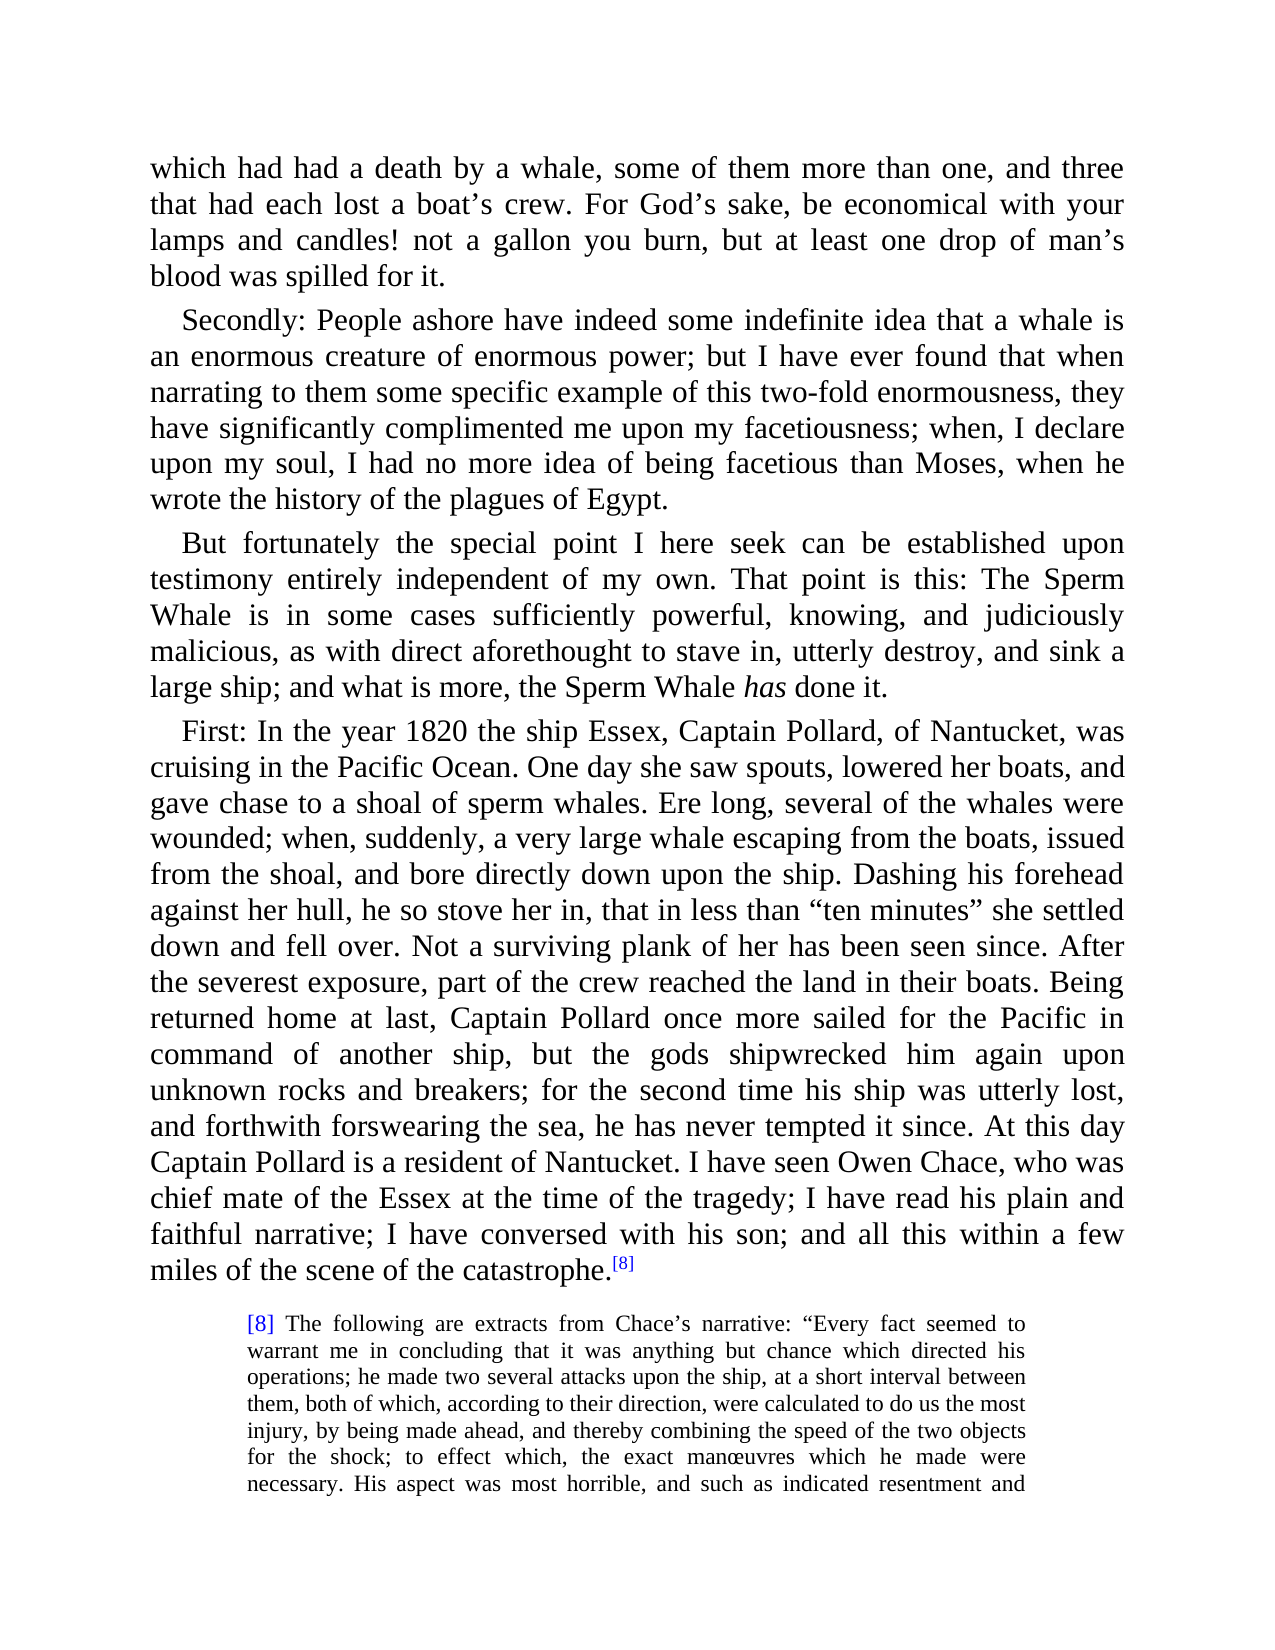 which had had a death by a whale, some of them more than one, and three
that had each lost a boat’s crew. For God’s sake, be economical with your
lamps and candles! not a gallon you burn, but at least one drop of man’s
blood was spilled for it.
Secondly: People ashore have indeed some indefinite idea that a whale is
an enormous creature of enormous power; but I have ever found that when
narrating to them some specific example of this two-fold enormousness, they
have significantly complimented me upon my facetiousness; when, I declare
upon my soul, I had no more idea of being facetious than Moses, when he
wrote the history of the plagues of Egypt.
But fortunately the special point I here seek can be established upon
testimony entirely independent of my own. That point is this: The Sperm
Whale is in some cases sufficiently powerful, knowing, and judiciously
malicious, as with direct aforethought to stave in, utterly destroy, and sink a
large ship; and what is more, the Sperm Whale has done it.
First: In the year 1820 the ship Essex, Captain Pollard, of Nantucket, was
cruising in the Pacific Ocean. One day she saw spouts, lowered her boats, and
gave chase to a shoal of sperm whales. Ere long, several of the whales were
wounded; when, suddenly, a very large whale escaping from the boats, issued
from the shoal, and bore directly down upon the ship. Dashing his forehead
against her hull, he so stove her in, that in less than “ten minutes” she settled
down and fell over. Not a surviving plank of her has been seen since. After
the severest exposure, part of the crew reached the land in their boats. Being
returned home at last, Captain Pollard once more sailed for the Pacific in
command of another ship, but the gods shipwrecked him again upon
unknown rocks and breakers; for the second time his ship was utterly lost,
and forthwith forswearing the sea, he has never tempted it since. At this day
Captain Pollard is a resident of Nantucket. I have seen Owen Chace, who was
chief mate of the Essex at the time of the tragedy; I have read his plain and
faithful narrative; I have conversed with his son; and all this within a few
miles of the scene of the catastrophe.[8]
[8] The following are extracts from Chace’s narrative: “Every fact seemed to
warrant me in concluding that it was anything but chance which directed his
operations; he made two several attacks upon the ship, at a short interval between
them, both of which, according to their direction, were calculated to do us the most
injury, by being made ahead, and thereby combining the speed of the two objects
for the shock; to effect which, the exact manœuvres which he made were
necessary. His aspect was most horrible, and such as indicated resentment and